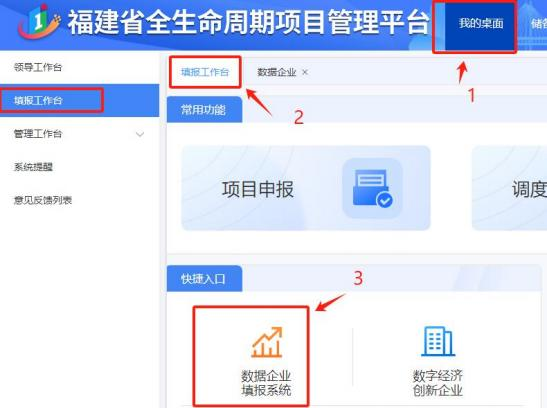 福建省全生命周期项目管理平台
我的桌面
储备
领导工作台
填报工作台
管理工作台
系统提醒
意见反馈列表
填报工作台
数据企业 ×
1
2
常用功能
项目申报
调度
快捷入口
3
数据企业
填报系统
数字经济
创新企业